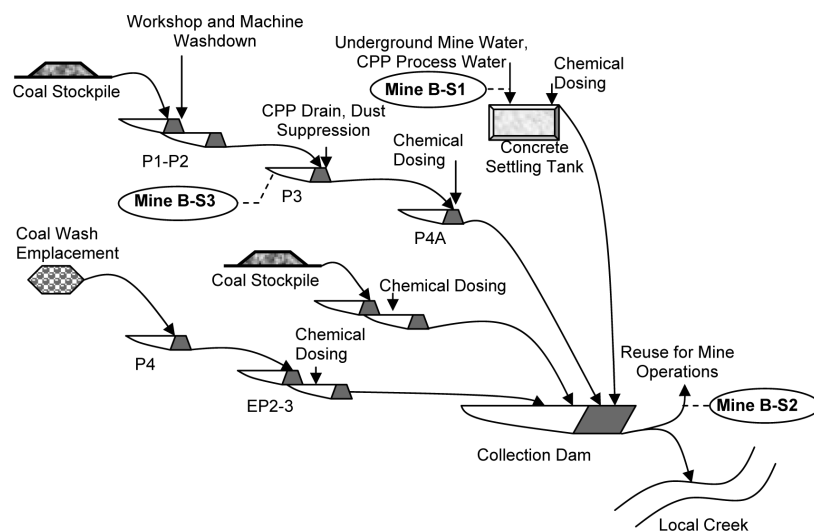 Workshop and Machine
Washdown
Coal Stockpile
P1-P2
CPP Drain, Dust
Suppression
Mine B-S3
P3
Chemical
Dosing
P4A
Underground Mine Water,
CPP Process Water
Mine B-S1
Chemical
Dosing
Concrete
Settling Tank
Coal Wash
Emplacement
P4
Coal Stockpile
Chemical Dosing
Chemical
Dosing
EP2-3
Reuse for Mine
Operations
Mine B-S2
Collection Dam
Local Creek